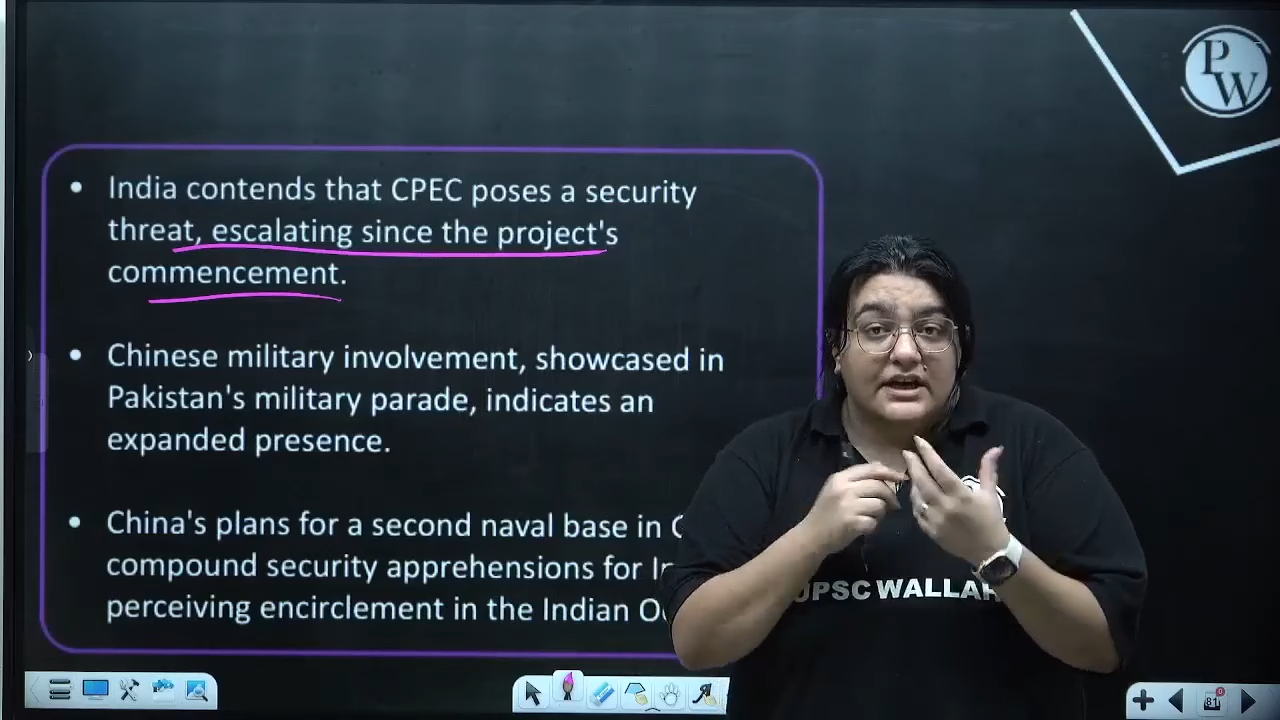 P
W
India contends that CPEC poses a security
threat, escalating since the project's
commencement.
Chinese military involvement, showcased in
Pakistan's military parade, indicates an
expanded presence.
China's plans for a second naval base in
compound security apprehensions for
perceiving encirclement in the Indian
UPSC WALLAH
81